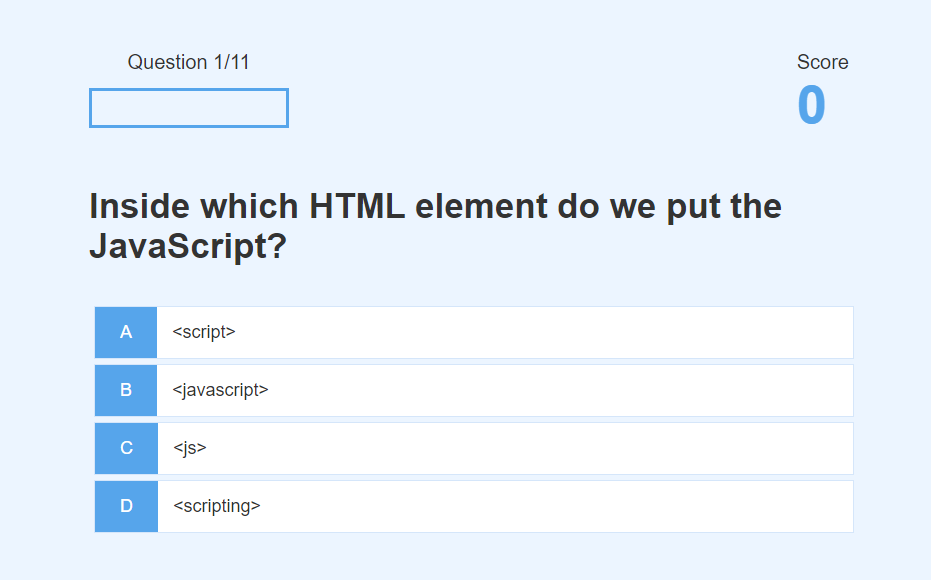 Question 1/11
Score
0
Inside which HTML element do we put the
JavaScript?
A <script>
B <javascript>
C <js>
D <scripting>